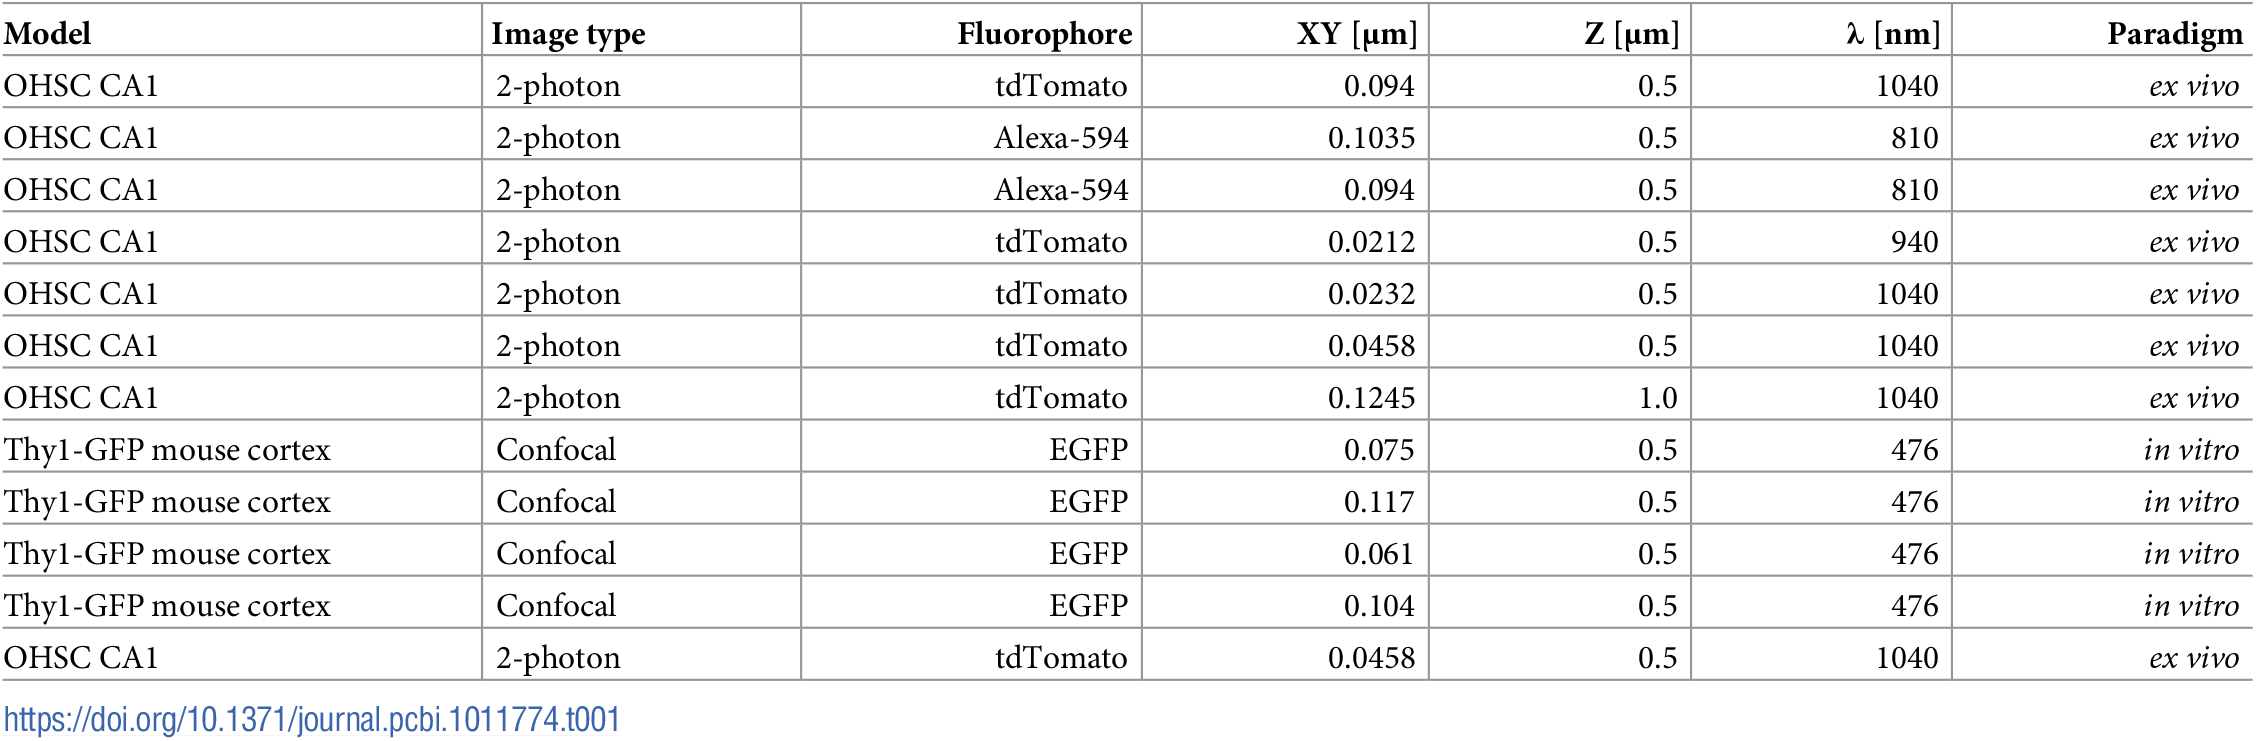 Model Image type Fluorophore XY [μm] Z [μm] λ [nm] Paradigm
OHSC CA1 2-photon tdTomato 0.094 0.5 1040 ex vivo
OHSC CA1 2-photon Alexa-594 0.1035 0.5 810 ex vivo
OHSC CA1 2-photon Alexa-594 0.094 0.5 810 ex vivo
OHSC CA1 2-photon tdTomato 0.0212 0.5 940 ex vivo
OHSC CA1 2-photon tdTomato 0.0232 0.5 1040 ex vivo
OHSC CA1 2-photon tdTomato 0.0458 0.5 1040 ex vivo
OHSC CA1 2-photon tdTomato 0.1245 1.0 1040 ex vivo
Thy1-GFP mouse cortex Confocal EGFP 0.075 0.5 476 in vitro
Thy1-GFP mouse cortex Confocal EGFP 0.117 0.5 476 in vitro
Thy1-GFP mouse cortex Confocal EGFP 0.061 0.5 476 in vitro
Thy1-GFP mouse cortex Confocal EGFP 0.104 0.5 476 in vitro
OHSC CA1 2-photon tdTomato 0.0458 0.5 1040 ex vivo
https://doi.org/10.1371/journal.pcbi.1011774.t001